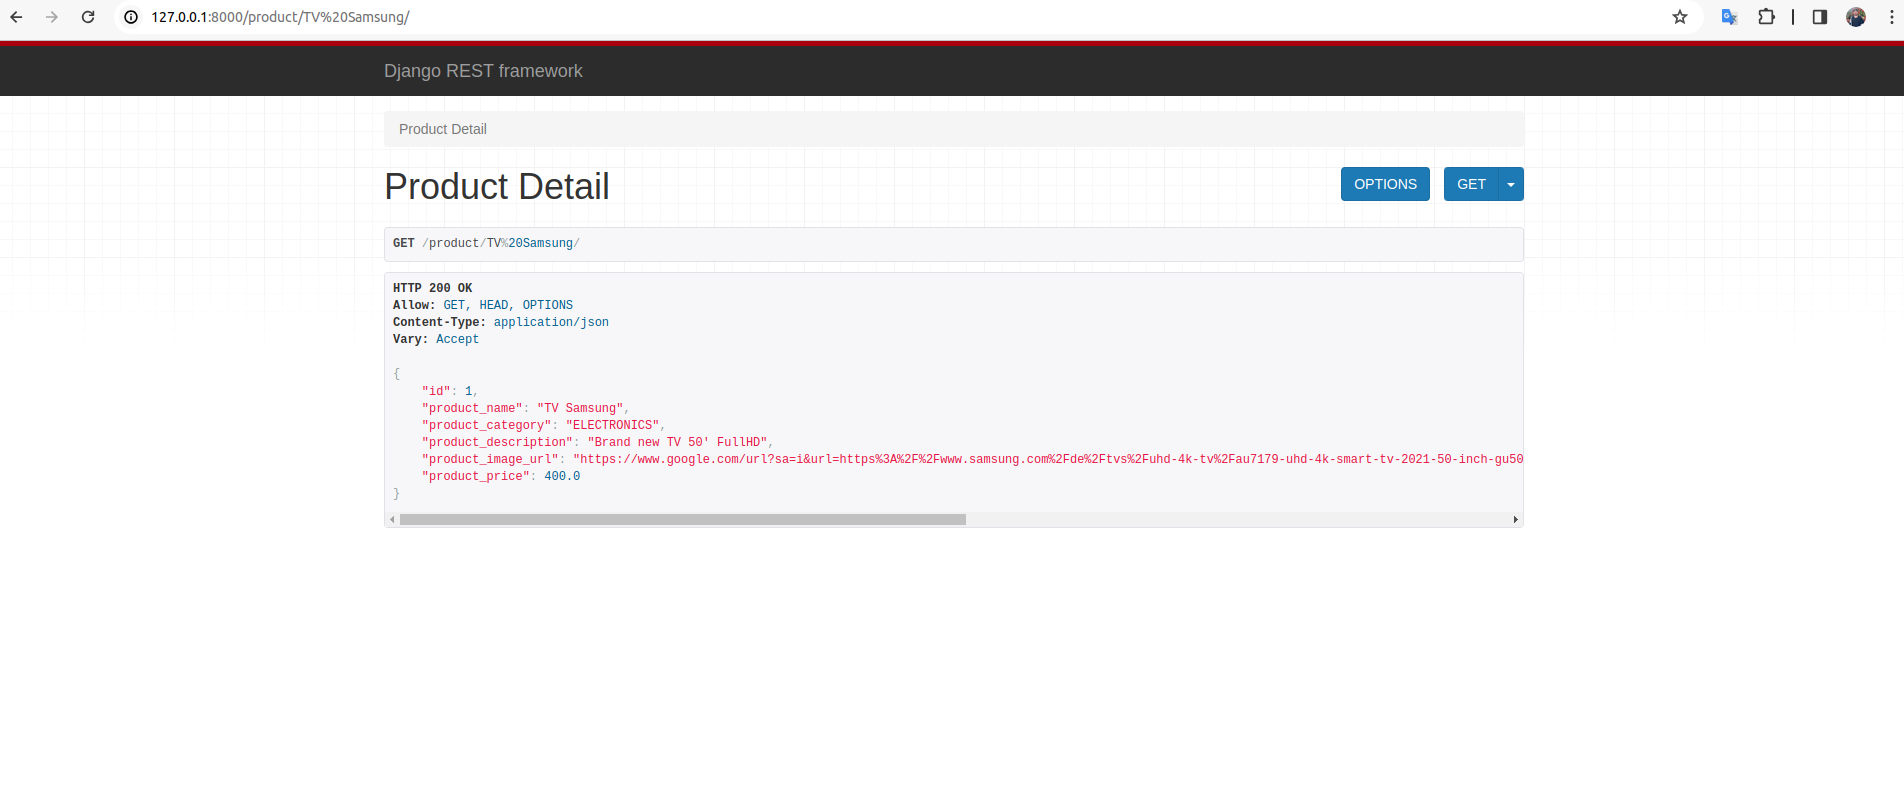 127.0.0.1:8000/product/TV%20Samsung/
Django REST framework
Product Detail
Product Detail
OPTIONS
GET
GET /product/TV%20Samsung/
HTTP 200 OK
Allow: GET, HEAD, OPTIONS
Content-Type: application/json
Vary: Accept
{
"id": 1,
"product_name": "TV Samsung",
"product_category": "ELECTRONICS",
"product_description": "Brand new TV 50' FullHD",
"product_image_url": "https://www.google.com/url?sa=i&url=https%3A%2F%2Fwww.samsung.com%2Fde%2Ftvs%2Fuhd-4k-tv%2Fau7179-uhd-4k-smart-tv-2021-50-inch-gu50
"product_price": 400.0
}